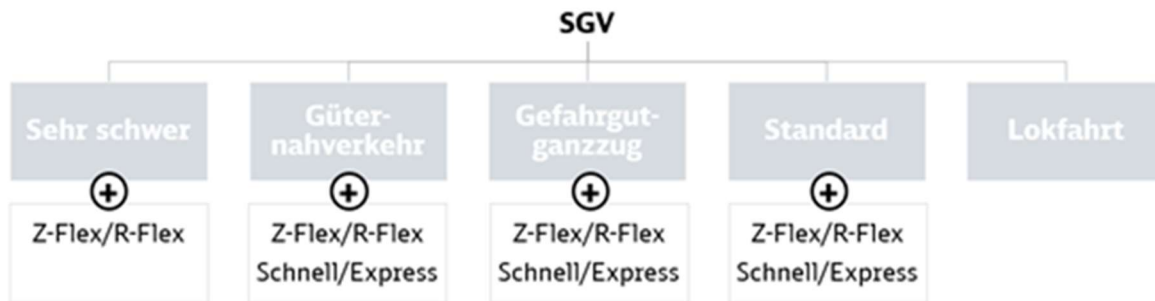 SGV
Sehr schwer
Güter-
nahverkehr
Gefahrgut-
ganzzug
Standard
Lokfahrt
+
+
+
+
Z-Flex/R-Flex
Z-Flex/R-Flex
Schnell/Express
Z-Flex/R-Flex
Schnell/Express
Z-Flex/R-Flex
Schnell/Express